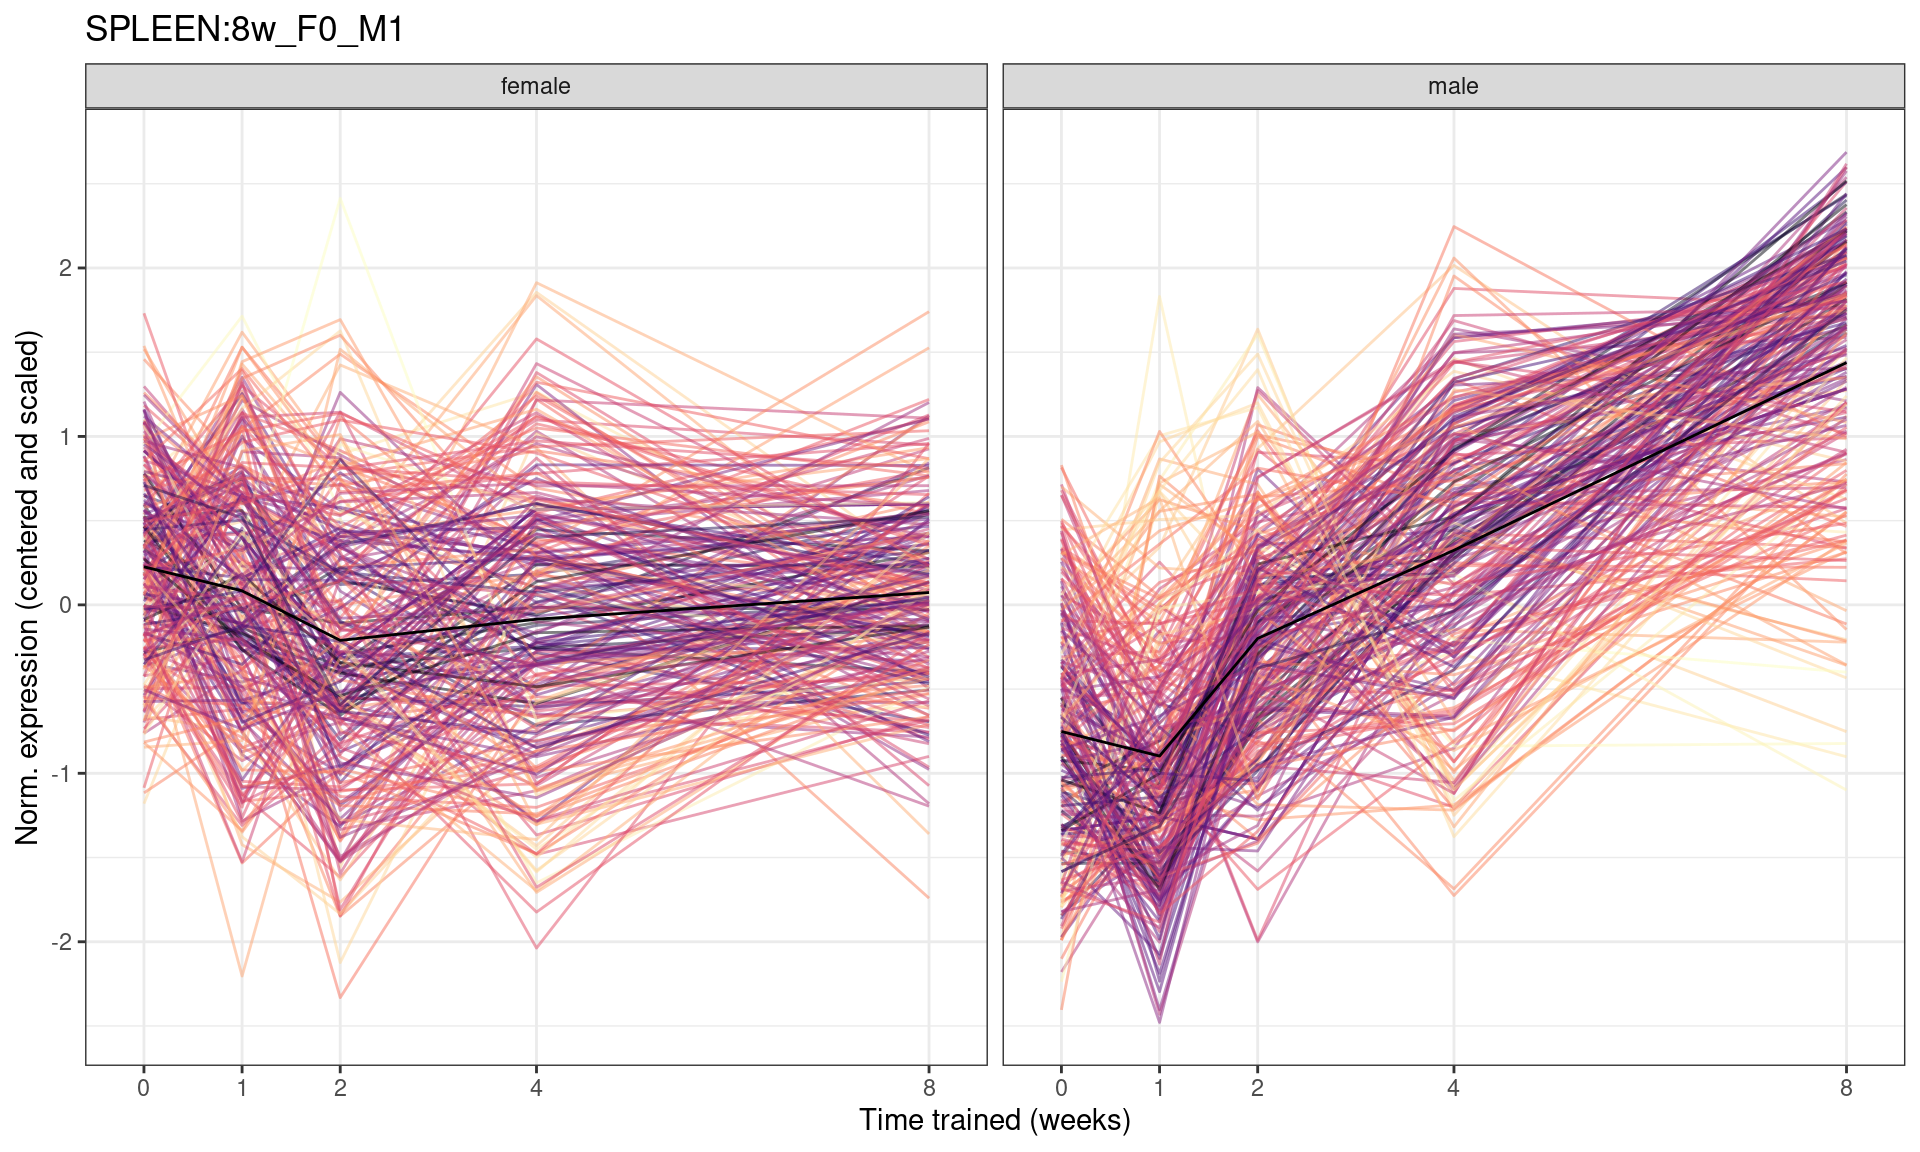 SPLEEN:8w_F0_M1
female
male
Norm. expression (centered and scaled)
2
1
0
-1
-2
0 1 2 4 8
0 1 2 4 8
Time trained (weeks)